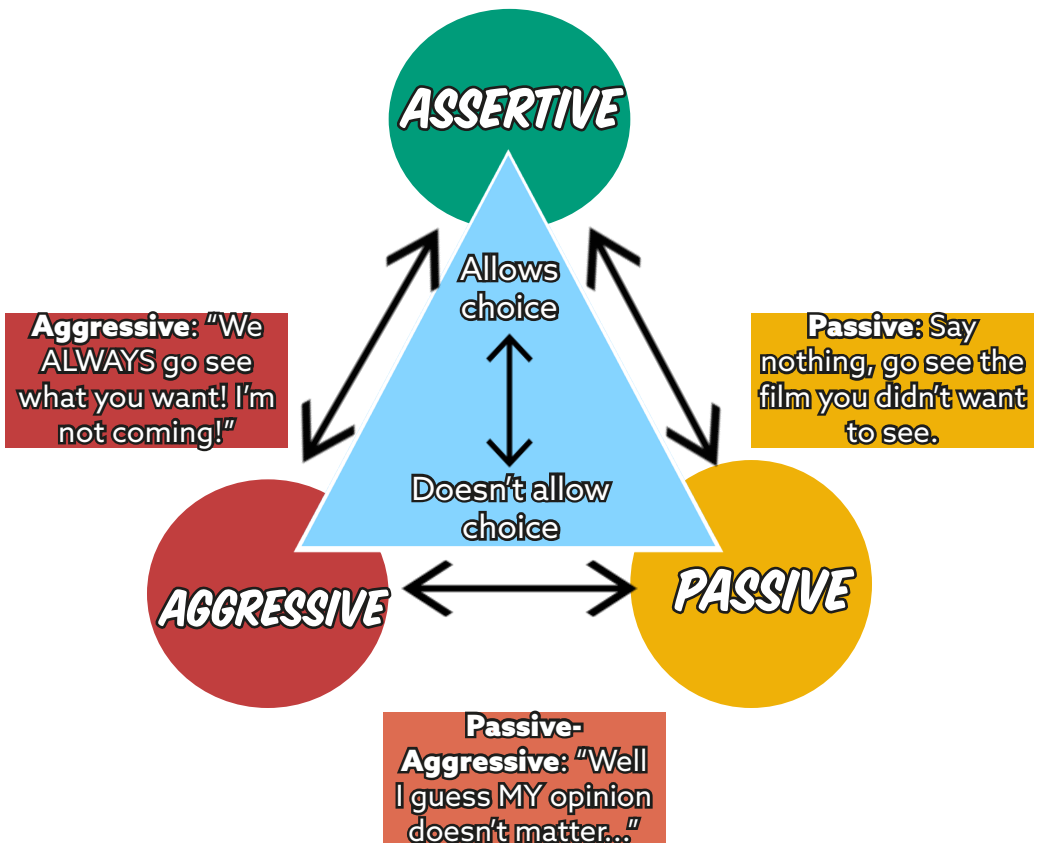 ASSERTIVE
Allows
choice
Aggressive: “We
ALWAYS go see
what you want! I’m
not coming!”
Passive: Say
nothing, go see the
film you didn’t want
to see.
Doesn’t allow
choice
AGGRESSIVE
PASSIVE
Passive-
Aggressive: “Well
I guess MY opinion
doesn’t matter...”